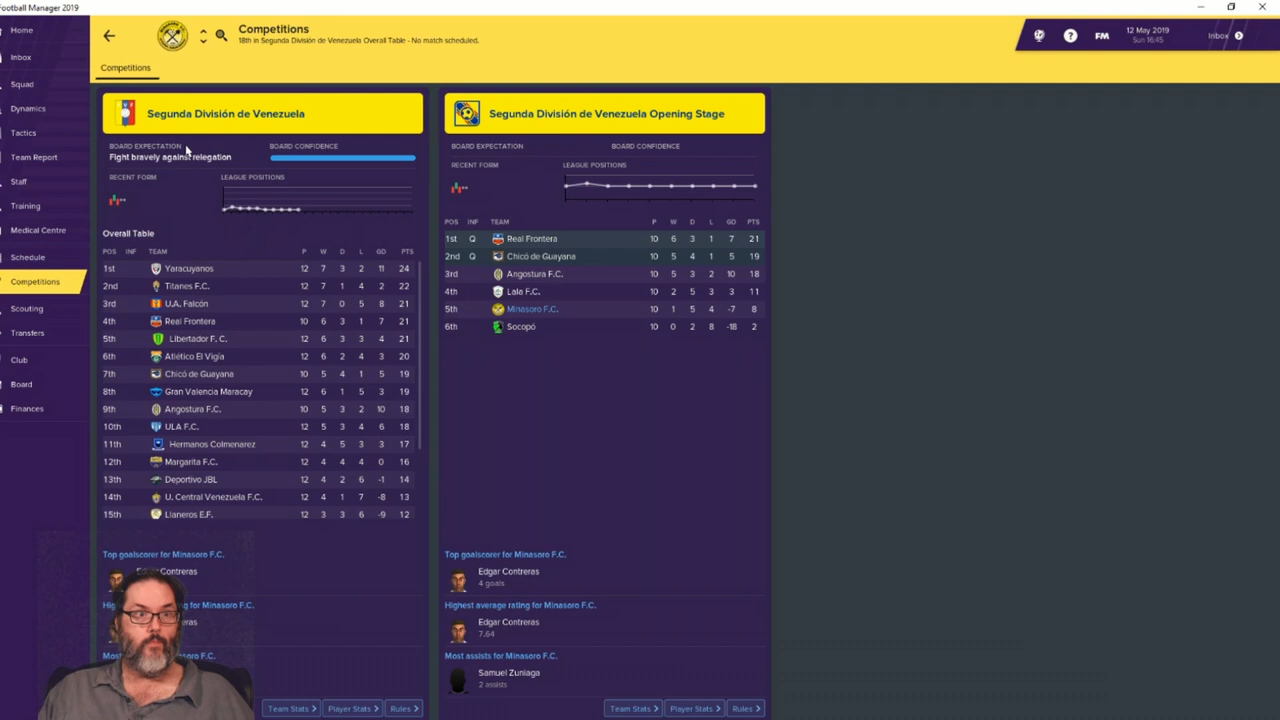 Football Manager 2019
Home
Inbox
Squad
Dynamics
Tactics
Team Report
Staff
Training
Medical Centre
Schedule
Competitions
Scouting
Transfers
Club
Board
Finances
Competitions
18th in Segunda División de Venezuela Overall Table - No match scheduled.
? FM 12 May 2019 Inbox
Sun 16:45
Competitions
Segunda División de Venezuela
BOARD EXPECTATION BOARD CONFIDENCE
Fight bravely against relegation
RECENT FORM LEAGUE POSITIONS
Overall Table
POS INF TEAM P W D L GD PTS
1st Yaracuyanos 12 7 3 2 11 24
2nd Titanes F.C. 12 7 1 4 2 22
3rd U.A. Falcón 12 7 0 5 8 21
4th Real Frontera 10 6 3 1 7 21
5th Libertador F. C. 12 6 3 3 4 21
6th Atlético El Vigía 12 6 2 4 3 20
7th Chicó de Guayana 10 5 4 1 5 19
8th Gran Valencia Maracay 12 6 1 5 3 19
9th Angostura F.C. 10 5 3 2 10 18
10th ULA F.C. 12 5 3 4 6 18
11th Hermanos Colmenarez 12 4 5 3 3 17
12th Margarita F.C. 12 4 4 4 0 16
13th Deportivo JBL 12 4 2 6 -1 14
14th U. Central Venezuela F.C. 12 4 1 7 -8 13
15th Llaneros E.F. 12 3 3 6 -9 12
Top goalscorer for Minasoro F.C.
Edgar Contreras
for Minasoro F.C.
Most
Team Stats Player Stats Rules
Segunda División de Venezuela Opening Stage
BOARD EXPECTATION BOARD CONFIDENCE
RECENT FORM LEAGUE POSITIONS
POS INF TEAM P W D L GD PTS
1st Q Real Frontera 10 6 3 1 7 21
2nd Q Chicó de Guayana 10 5 4 1 5 19
3rd Angostura F.C. 10 5 3 2 10 18
4th Lala F.C. 10 2 5 3 3 11
5th Minasoro F.C. 10 1 5 4 -7 8
6th Socopó 10 0 2 8 -18 2
Top goalscorer for Minasoro F.C.
Edgar Contreras
4 goals
Highest average rating for Minasoro F.C.
Edgar Contreras
7.64
Most assists for Minasoro F.C.
Samuel Zuniaga
2 assists
Team Stats Player Stats Rules